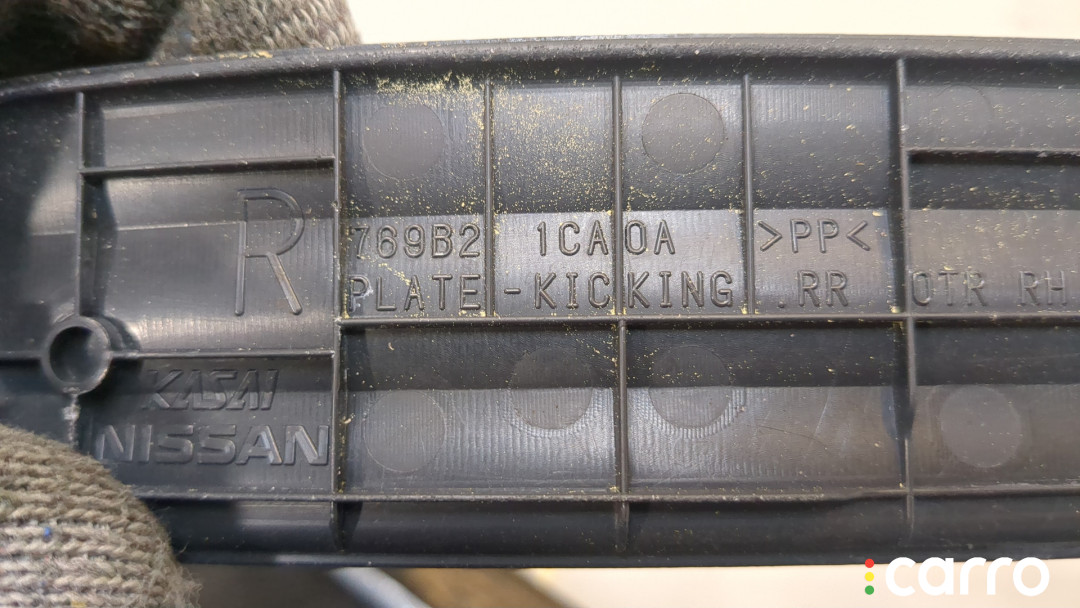 R
769B2 1CA0A >PP<
PLATE-KICKING .RR OTR RH
KASAI
NISSAN
carro